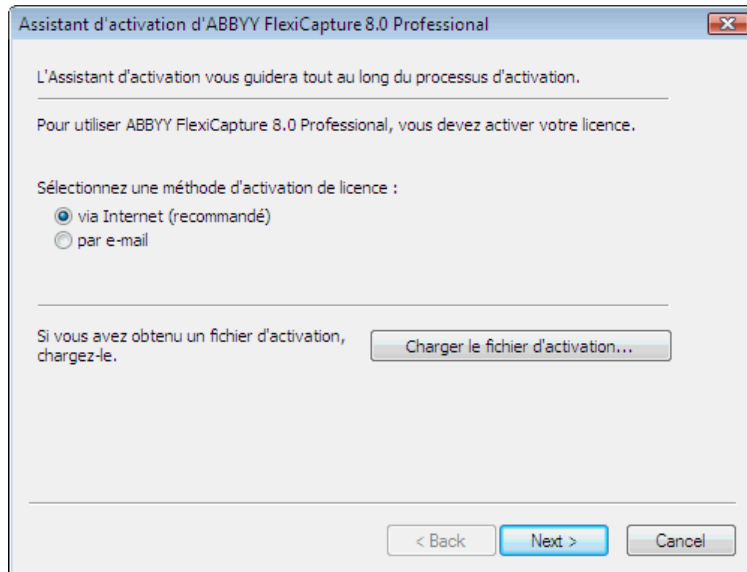 Assistant d'activation d'ABBYY FlexiCapture 8.0 Professional
L'Assistant d'activation vous guidera tout au long du processus d'activation.
Pour utiliser ABBYY FlexiCapture 8.0 Professional, vous devez activer votre licence.
Sélectionnez une méthode d'activation de licence :
via Internet (recommandé)
par e-mail
Si vous avez obtenu un fichier d'activation,
chargez-le.
Charger le fichier d'activation...
< Back
Next >
Cancel